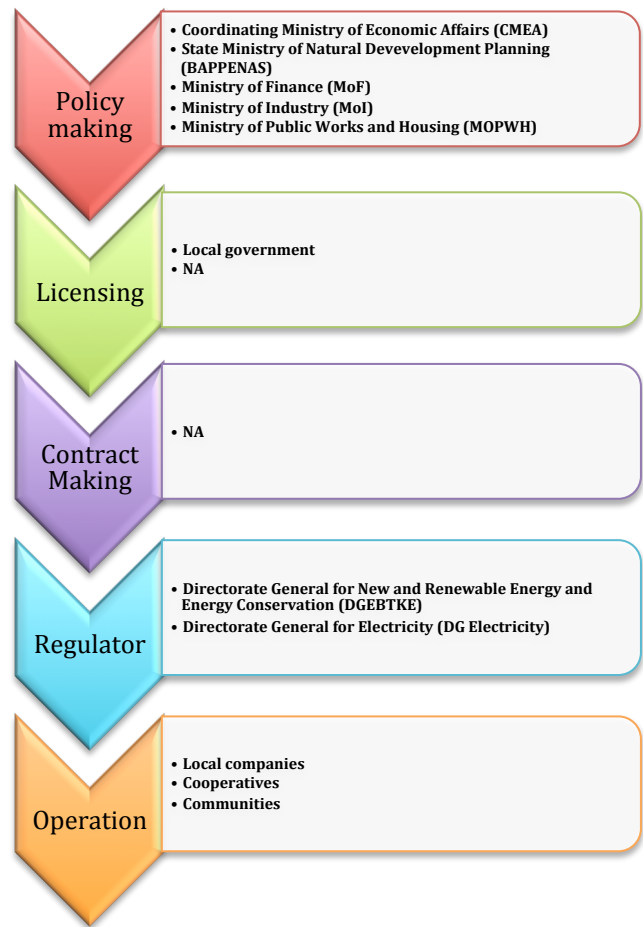 Policy
making
• Coordinating Ministry of Economic Affairs (CMEA)
• State Ministry of Natural Devevelopment Planning
(BAPPENAS)
• Ministry of Finance (MoF)
• Ministry of Industry (MoI)
• Ministry of Public Works and Housing (MOPWH)
Licensing
• Local government
• NA
Contract
Making
• NA
Regulator
• Directorate General for New and Renewable Energy and
Energy Conservation (DGEBTKE)
• Directorate General for Electricity (DG Electricity)
Operation
• Local companies
• Cooperatives
• Communities